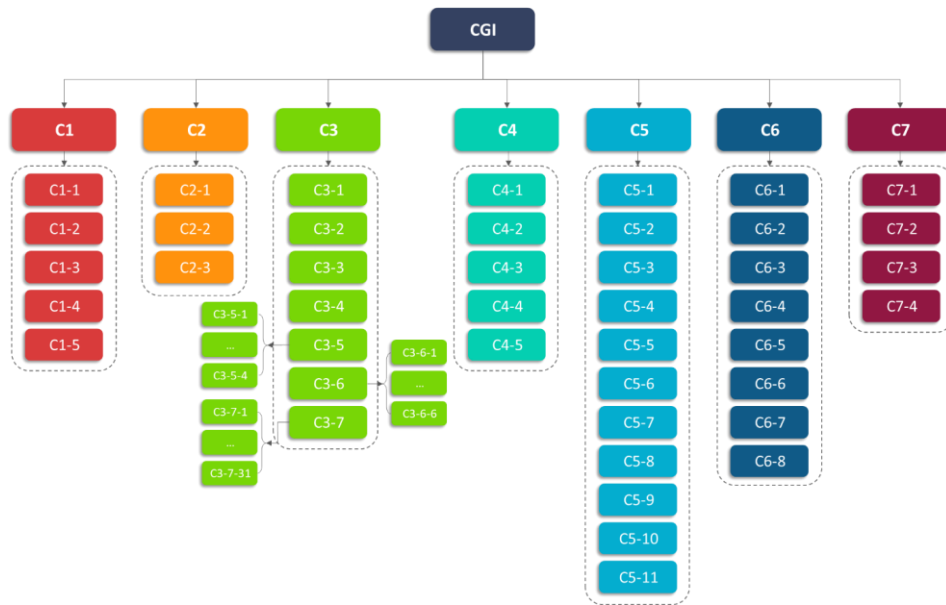 CGI
C1
C2
C3
C4
C5
C6
C7
C1-1
C1-2
C1-3
C1-4
C1-5
C2-1
C2-2
C2-3
C3-1
C3-2
C3-3
C3-4
C3-5
C3-6
C3-7
C3-5-1
...
C3-5-4
C3-7-1
...
C3-7-31
C3-6-1
...
C3-6-6
C4-1
C4-2
C4-3
C4-4
C4-5
C5-1
C5-2
C5-3
C5-4
C5-5
C5-6
C5-7
C5-8
C5-9
C5-10
C5-11
C6-1
C6-2
C6-3
C6-4
C6-5
C6-6
C6-7
C6-8
C7-1
C7-2
C7-3
C7-4